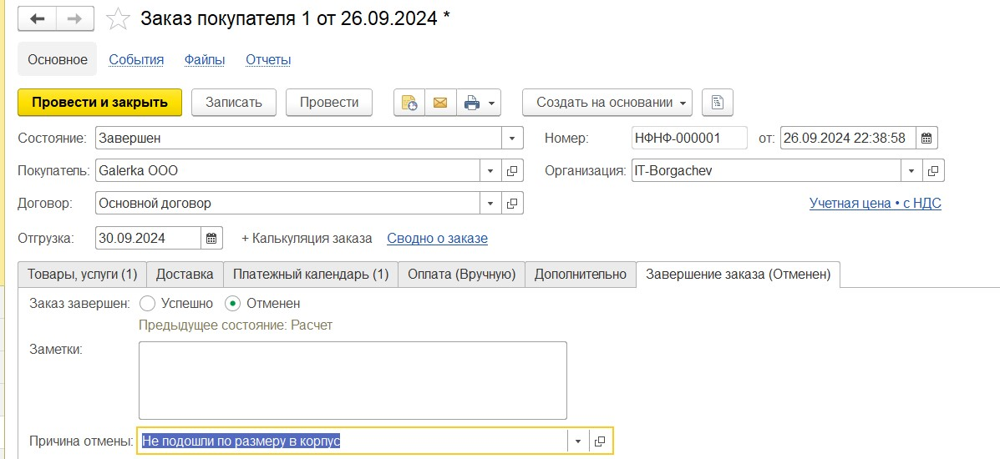 Заказ покупателя 1 от 26.09.2024 *
Основное События Файлы Отчеты
Провести и закрыть Записать Провести Создать на основании
Состояние: Завершен Номер: НФНФ-000001 от: 26.09.2024 22:38:58
Покупатель: Galerka ООО Организация: IT-Borgachev
Договор: Основной договор Учетная цена • с НДС
Отгрузка: 30.09.2024 + Калькуляция заказа Сводно о заказе
Товары, услуги (1) Доставка Платежный календарь (1) Оплата (Вручную) Дополнительно Завершение заказа (Отменен)
Заказ завершен: Успешно Отменен
Предыдущее состояние: Расчет
Заметки:
Причина отмены: Не подошли по размеру в корпус